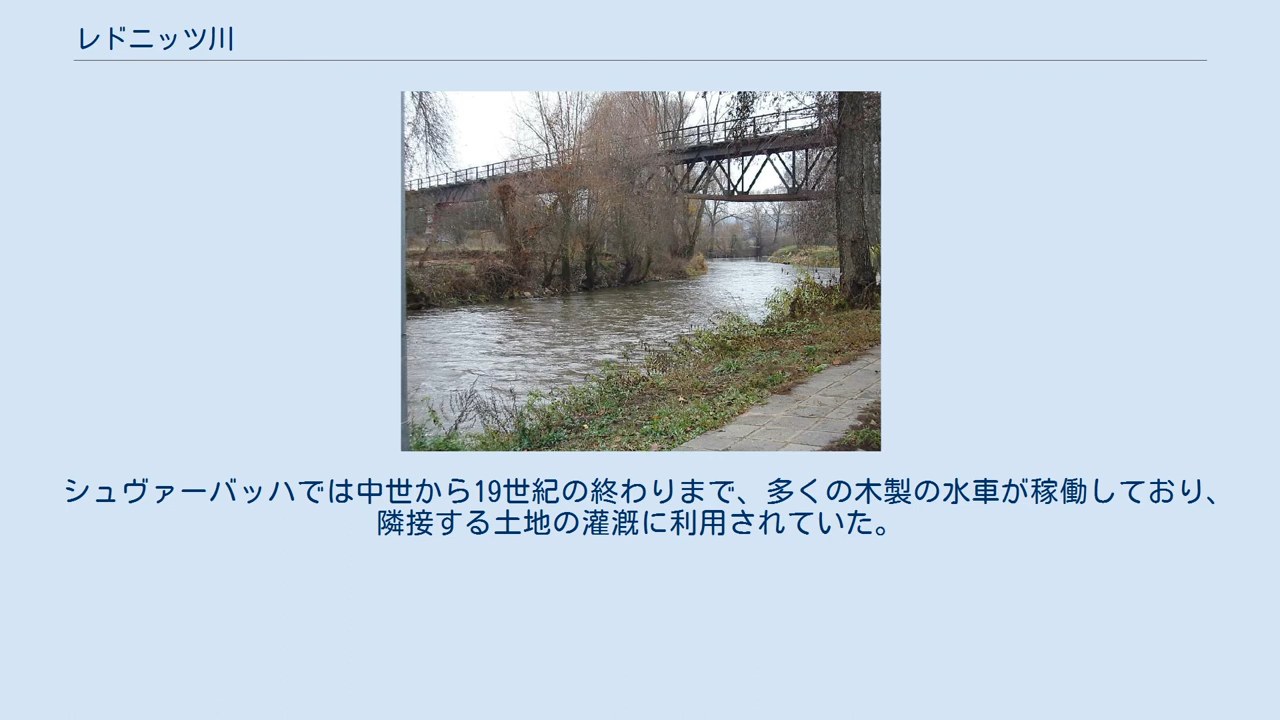 レドニッツ川
シュヴァーバッハでは中世から19世紀の終わりまで、多くの木製の水車が稼働しており、
隣接する土地の灌漑に利用されていた。